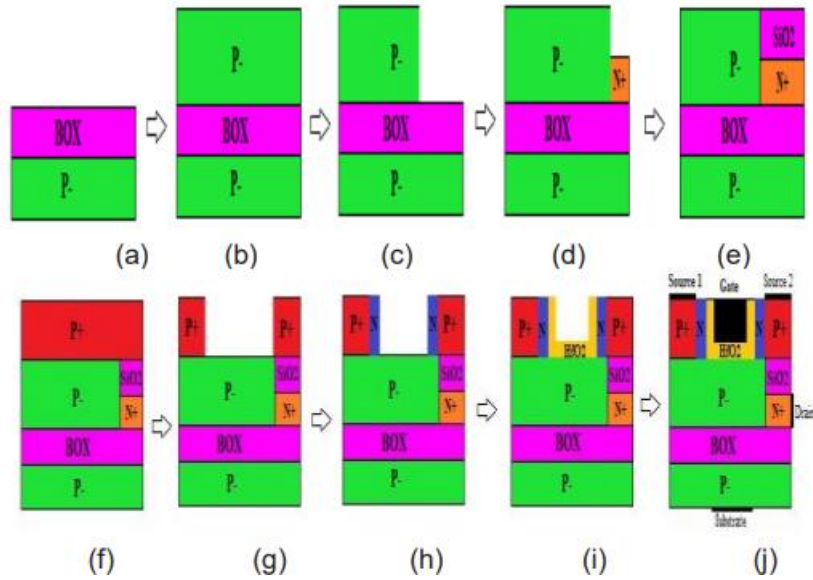 P- P- P- SiO2
N+ N+
BOX BOX BOX BOX BOX
P- P- P- P- P-
(a) (b) (c) (d) (e)
Source 1 Gate Source 2
P+ P+ P+ P+ N N P+ P+ N N P+ P+ N N P+
HfO2 HfO2
SiO2 SiO2 SiO2 SiO2 SiO2
P- P- P- P- P-
N+ N+ N+ N+ N+ Drain
BOX BOX BOX BOX BOX
P- P- P- P- P-
Substrate
(f) (g) (h) (i) (j)